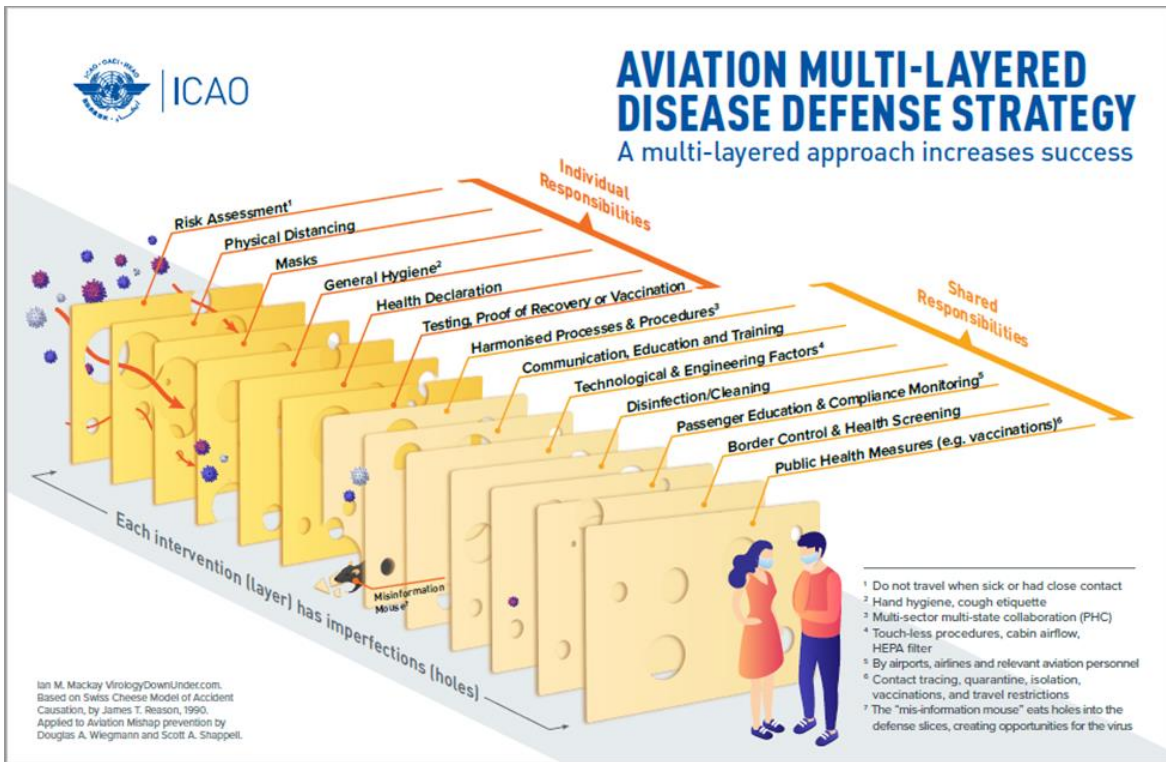 ICAO
AVIATION MULTI-LAYERED
DISEASE DEFENSE STRATEGY
A multi-layered approach increases success
Individual
Responsibilities
Risk Assessment¹
Physical Distancing
Masks
General Hygiene²
Health Declaration
Testing, Proof of Recovery or Vaccination
Shared
Responsibilities
Harmonised Processes & Procedures³
Communication, Education and Training
Technological & Engineering Factors⁴
Disinfection/Cleaning
Passenger Education & Compliance Monitoring⁵
Border Control & Health Screening
Public Health Measures (e.g. vaccinations)⁶
Each intervention (layer) has imperfections (holes)
Misinformation
Mouse⁷
Ian M. Mackay VirologyDownUnder.com.
Based on Swiss Cheese Model of Accident
Causation, by James T. Reason, 1990.
Applied to Aviation Mishap prevention by
Douglas A. Wiegmann and Scott A. Shappell.
¹ Do not travel when sick or had close contact
² Hand hygiene, cough etiquette
³ Multi-sector multi-state collaboration (PHC)
⁴ Touch-less procedures, cabin airflow,
HEPA filter
⁵ By airports, airlines and relevant aviation personnel
⁶ Contact tracing, quarantine, isolation,
vaccinations, and travel restrictions
⁷ The "mis-information mouse" eats holes into the
defense slices, creating opportunities for the virus